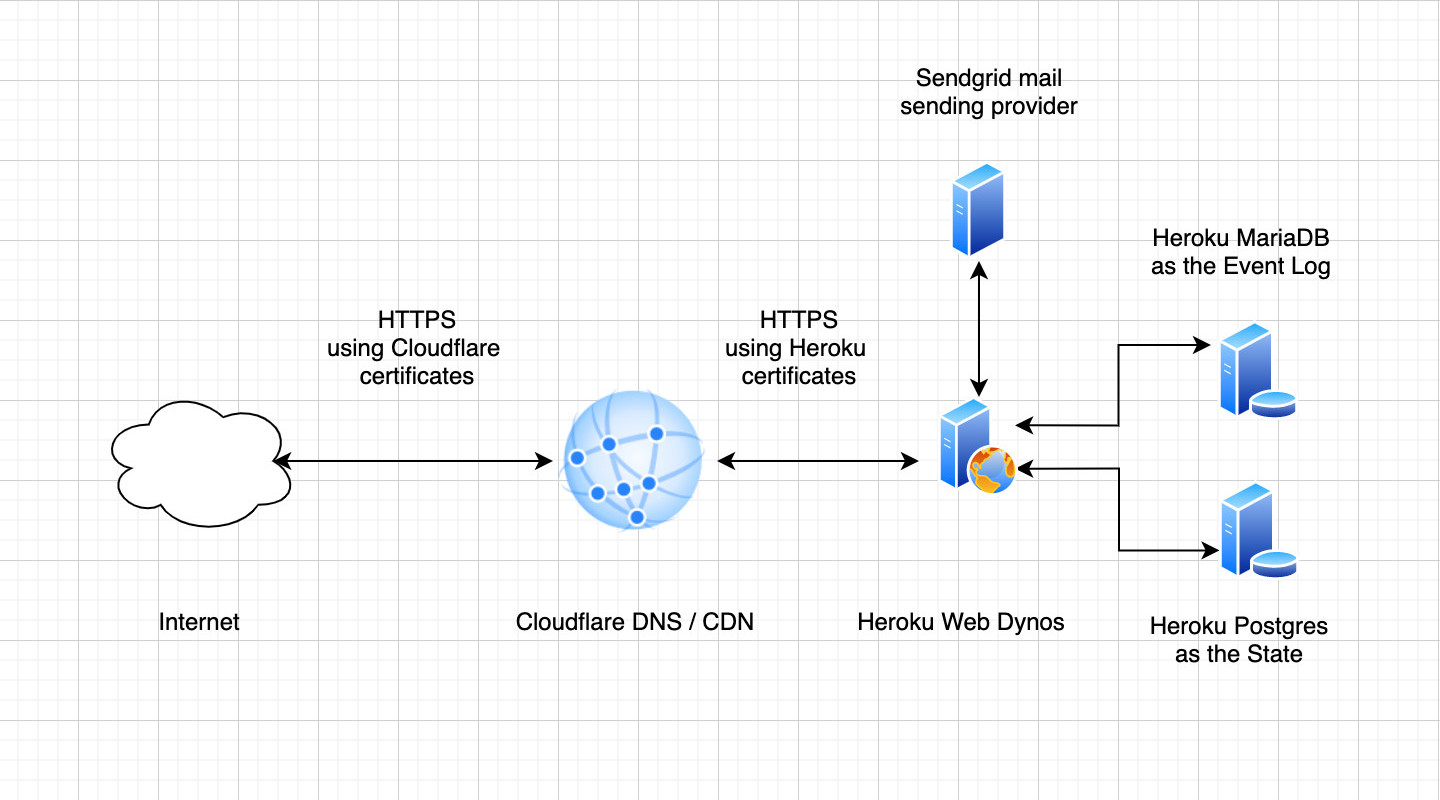 Sendgrid mail
sending provider
Heroku MariaDB
as the Event Log
HTTPS
using Cloudflare
certificates
HTTPS
using Heroku
certificates
Internet
Cloudflare DNS / CDN
Heroku Web Dynos
Heroku Postgres
as the State